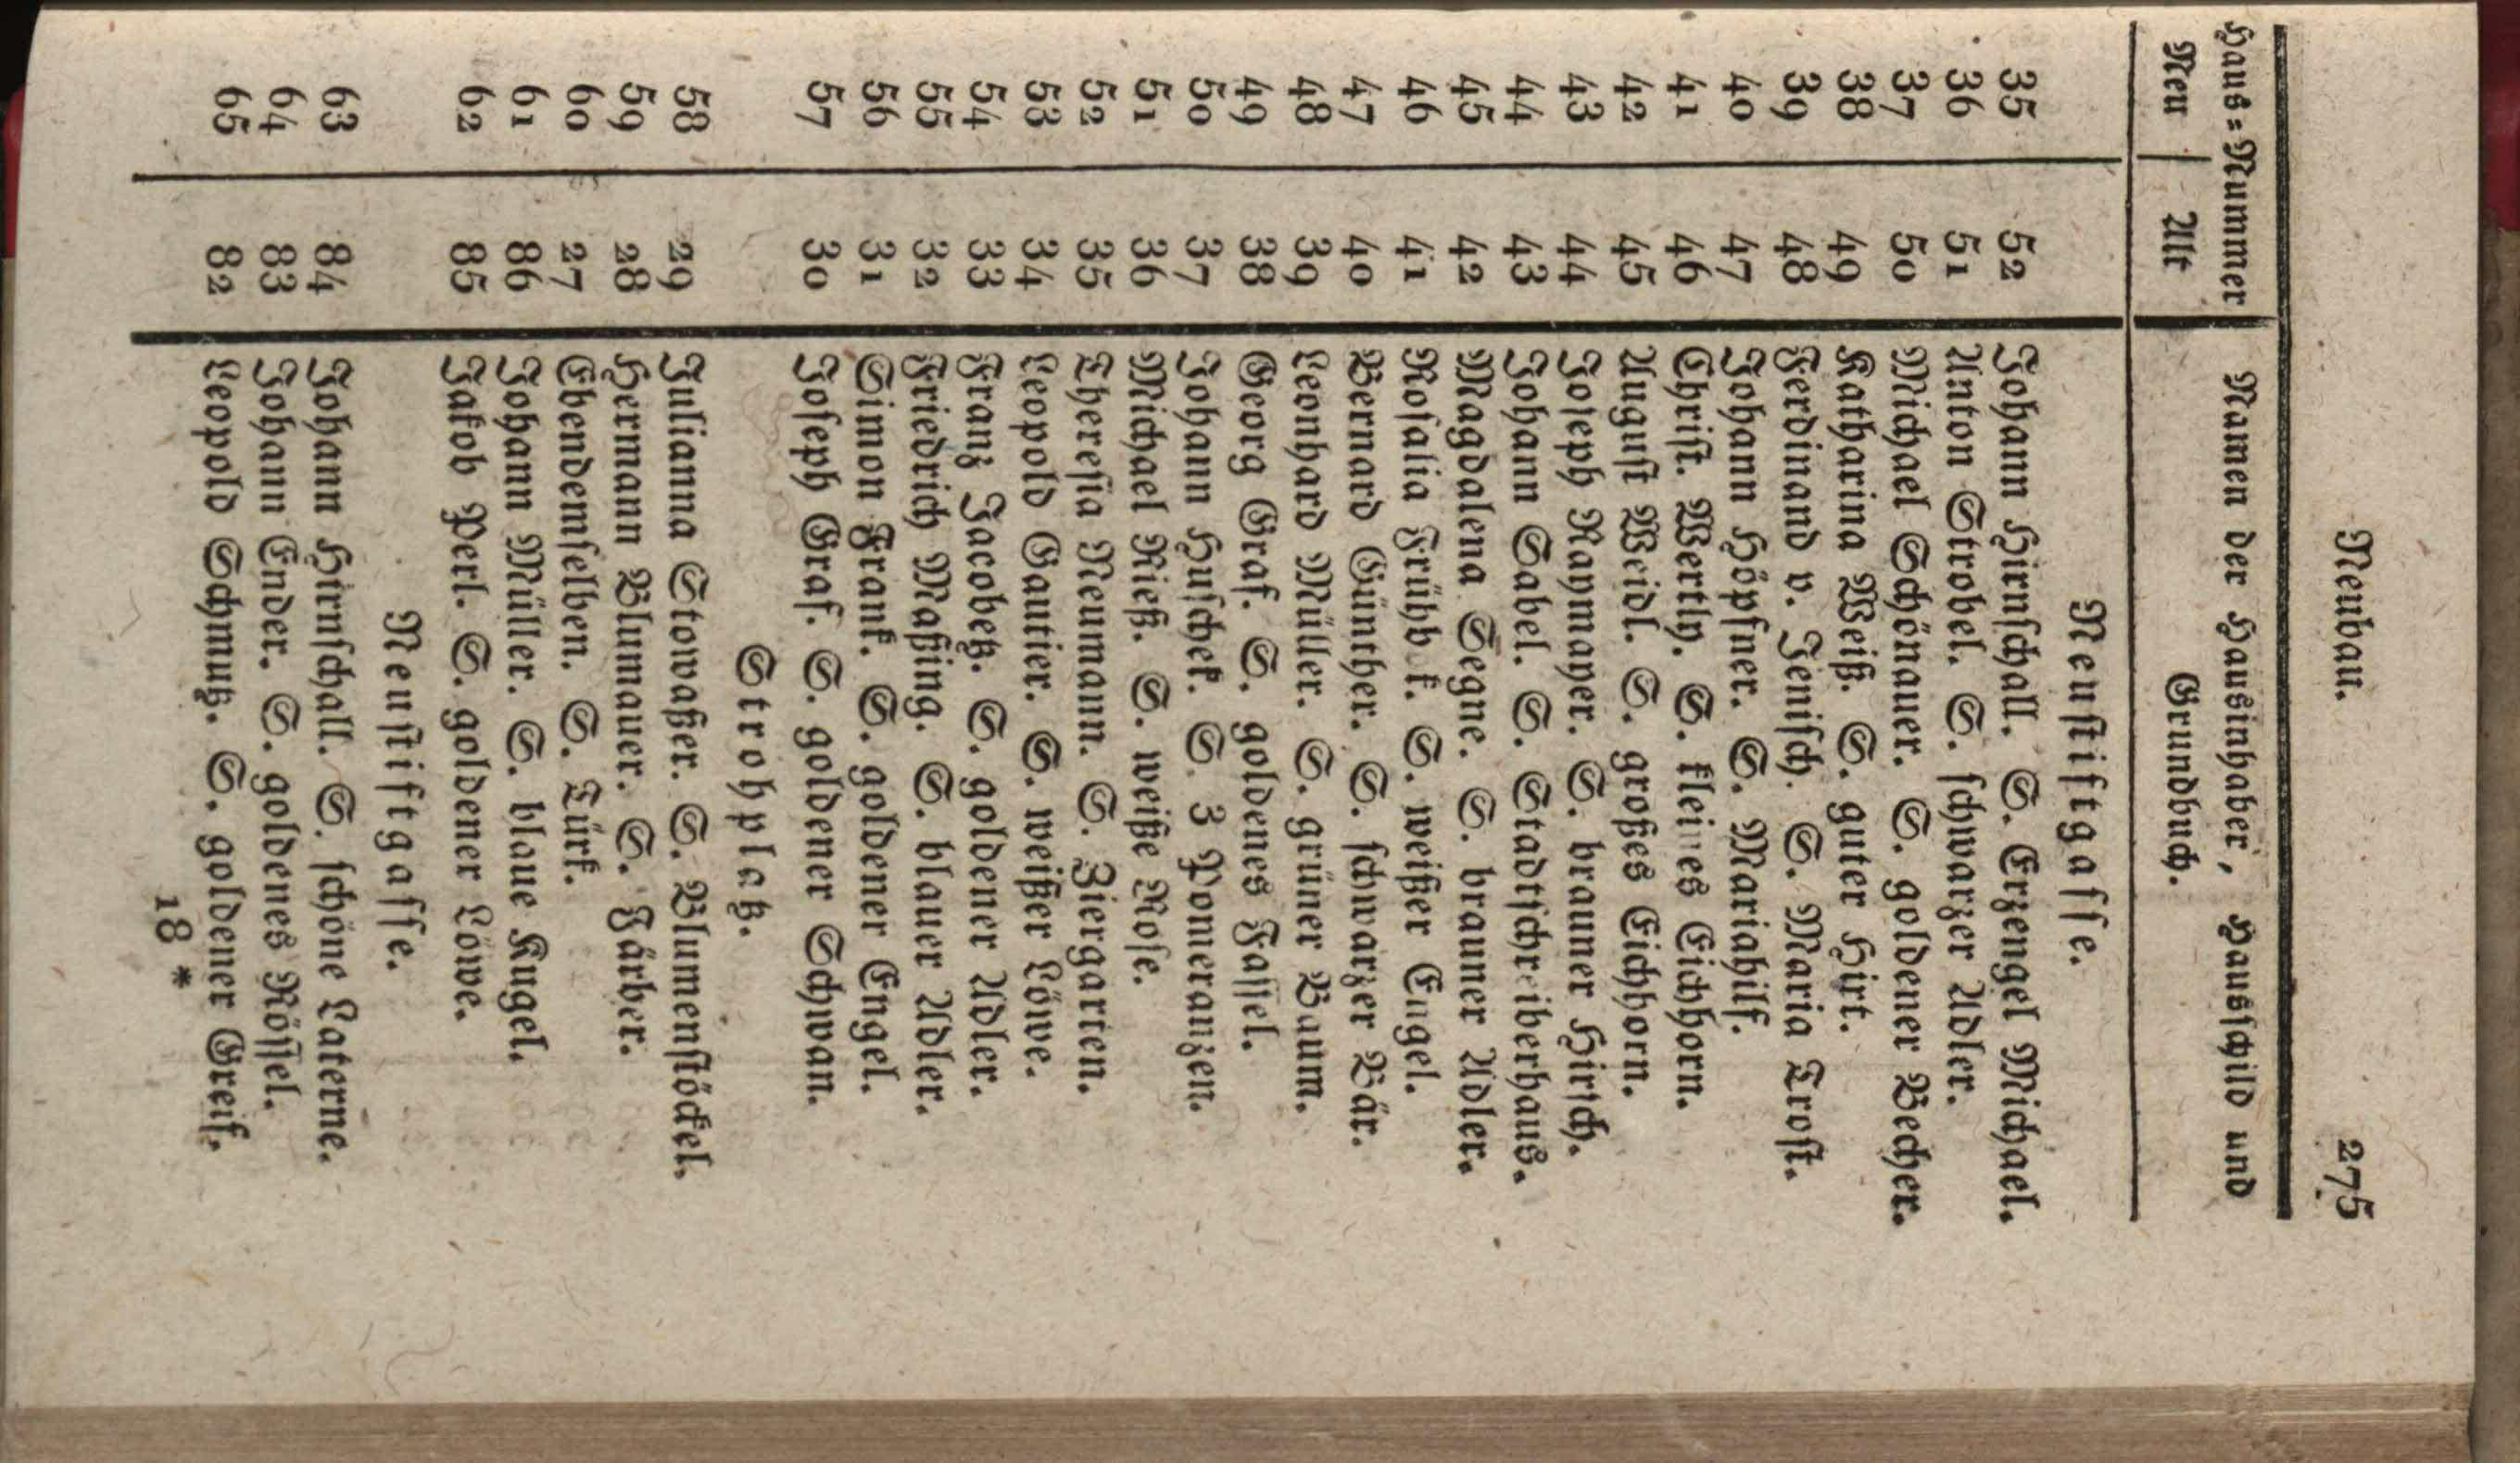 Neubau. 275
Haus=Nummer Namen der Hausinhaber, Hausschild und
Neu Alt Grundbuch.
Neustiftgasse.
35 52 Johann Hirnschall. S. Erzengel Michael.
36 51 Anton Strobel. S. schwarzer Adler.
37 50 Michael Schönauer. S. goldener Becher.
38 49 Katharina Weiß. S. guter Hirt.
39 48 Ferdinand v. Jenisch. S. Maria Trost.
40 47 Johann Höpfner. S. Mariahilf.
41 46 Christ. Wertly. S. kleines Eichhorn.
42 45 August Weidl. S. großes Eichhorn.
43 44 Joseph Raymayer. S. brauner Hirsch.
44 43 Johann Sabel. S. Stadtschreiberhaus.
45 42 Magdalena Segne. S. brauner Adler.
46 41 Rosalia S. weißer Engel.
47 40 Bernard Günther. S. schwarzer Bär.
48 39 Leonhard Müller. S. grüner Baum.
49 38 Georg Graf. S. goldenes Fassel.
50 37 Johann Huschek. S. 3 Pomeranzen.
51 36 Michael Rieß. S. weiße Rose.
52 35 Theresia Neumann. S. Ziergarten.
53 34 Leopold Gautier. S. weißer Löwe.
54 33 Franz Jacobetz. S. goldener Adler.
55 32 Friedrich Maßing. S. blauer Adler.
56 31 Simon Frank. S. goldener Engel.
57 30 Joseph Graf. S. goldener Schwan.
Strohplatz.
58 29 Julianna Stowaßer. S. Blumenstöckel.
59 28 Hermann Blumauer. S. Färber.
60 27 Ebendemselben. S. Türk.
61 86 Johann Müller. S. blaue Kugel.
62 85 Jakob Perl. S. goldener Löwe.
Neustiftgasse.
63 84 Johann Hirnschall. S. schöne Laterne.
64 83 Johann Ender. S. goldenes Rössel.
65 82 Leopold Schmutz. S. goldener Greif.
18 *